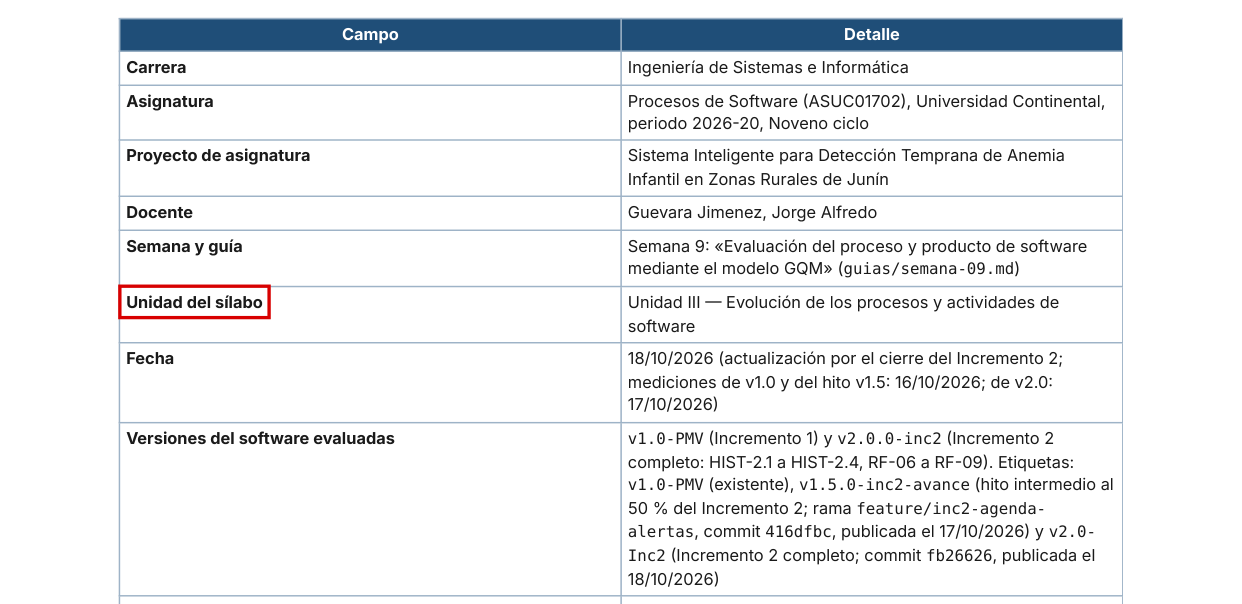 Campo Detalle
Carrera Ingeniería de Sistemas e Informática
Asignatura Procesos de Software (ASUC01702), Universidad Continental,
periodo 2026-20, Noveno ciclo
Proyecto de asignatura Sistema Inteligente para Detección Temprana de Anemia
Infantil en Zonas Rurales de Junín
Docente Guevara Jimenez, Jorge Alfredo
Semana y guía Semana 9: «Evaluación del proceso y producto de software
mediante el modelo GQM» (guias/semana-09.md)
Unidad del sílabo Unidad III — Evolución de los procesos y actividades de
software
Fecha 18/10/2026 (actualización por el cierre del Incremento 2;
mediciones de v1.0 y del hito v1.5: 16/10/2026; de v2.0:
17/10/2026)
Versiones del software evaluadas v1.0-PMV (Incremento 1) y v2.0.0-inc2 (Incremento 2
completo: HIST-2.1 a HIST-2.4, RF-06 a RF-09). Etiquetas:
v1.0-PMV (existente), v1.5.0-inc2-avance (hito intermedio al
50 % del Incremento 2; rama feature/inc2-agenda-
alertas, commit 416dfbc, publicada el 17/10/2026) y v2.0-
Inc2 (Incremento 2 completo; commit fb26626, publicada el
18/10/2026)